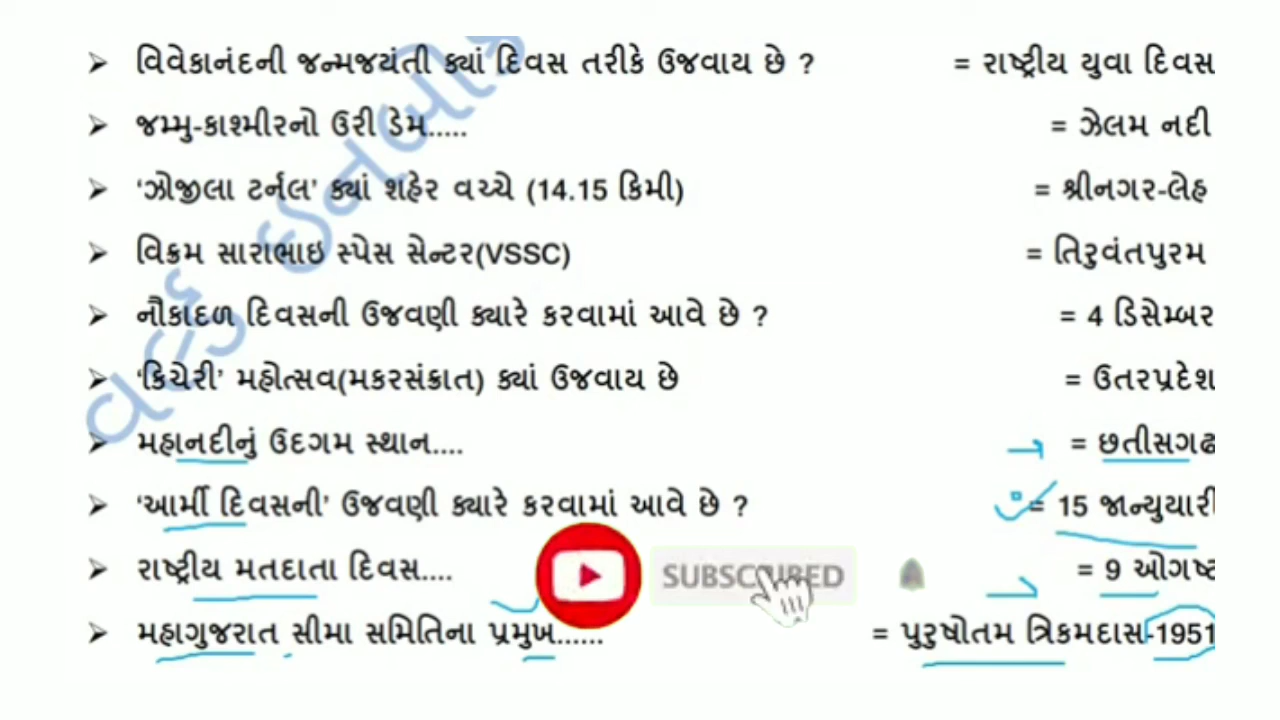 ➤ વિવેકાનંદની જન્મજયંતી ક્યાં દિવસ તરીકે ઉજવાય છે ? = રાષ્ટ્રીય યુવા દિવસ
➤ જમ્મુ-કાશ્મીરનો ઉરી ડેમ..... = ઝેલમ નદી
➤ ‘ઝોજીલા ટર્નલ’ ક્યાં શહેર વચ્ચે (14.15 કિમી) = શ્રીનગર-લેહ
➤ વિક્રમ સારાભાઇ સ્પેસ સેન્ટર(VSSC) = તિરુવંતપુરમ
➤ નૌકાદળ દિવસની ઉજવણી ક્યારે કરવામાં આવે છે ? = 4 ડિસેમ્બર
➤ ‘કિચેરી’ મહોત્સવ(મકરસંક્રાત) ક્યાં ઉજવાય છે = ઉતરપ્રદેશ
➤ મહાનદીનું ઉદગમ સ્થાન.... = છતીસગઢ
➤ ‘આર્મી દિવસની’ ઉજવણી ક્યારે કરવામાં આવે છે ? = 15 જાન્યુયારી
➤ રાષ્ટ્રીય મતદાતા દિવસ.... = 9 ઓગષ્ટ
SUBSCRIBED
➤ મહાગુજરાત સીમા સમિતિના પ્રમુખ...... = પુરુષોતમ ત્રિકમદાસ-1951